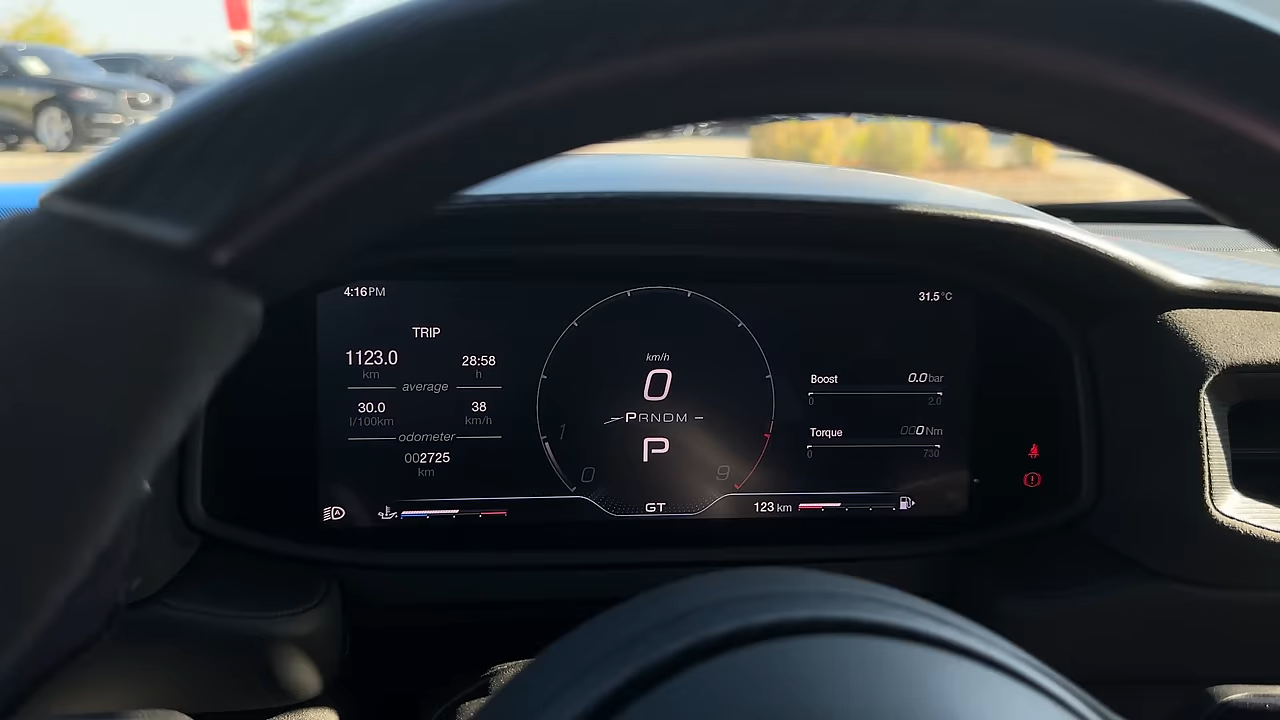 4:16PM
31.5°C
TRIP
1123.0 28:58
km h
average
30.0 38
l/100km km/h
odometer
002725
km
km/h
0
PRNDM
P
1
0 9
GT
Boost 0.0bar
0 2.0
Torque 000Nm
0 730
A
123 km